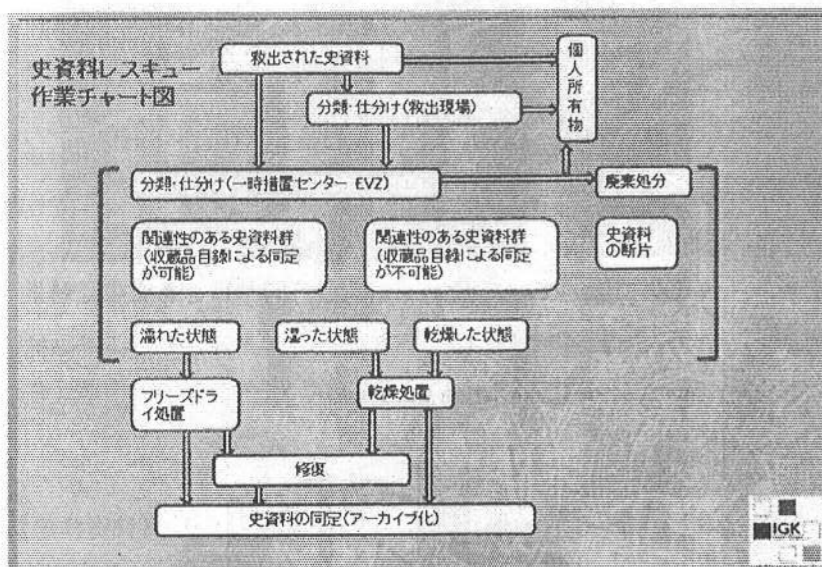 史資料レスキュー
作業チャート図
救出された史資料
個人所有物
分類・仕分け(救出現場)
分類・仕分け(一時措置センター EVZ)
廃棄処分
関連性のある史資料群
(収蔵品目録による同定
が可能)
関連性のある史資料群
(収蔵品目録による同定
が不可能)
史資料
の断片
濡れた状態
湿った状態
乾燥した状態
フリーズドラ
イ処置
乾燥処置
修復
史資料の同定(アーカイブ化)
IGK